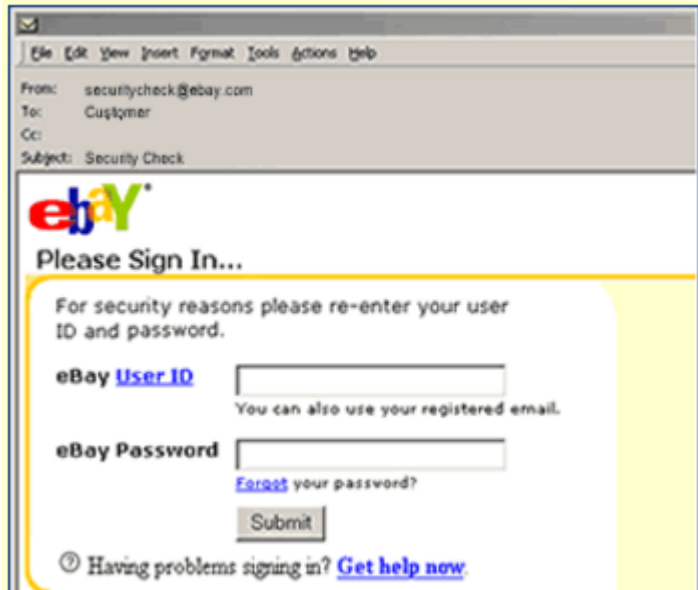 File Edit View Insert Format Tools Actions Help
From: securitycheck@ebay.com
To: Customer
Cc:
Subject: Security Check
ebaY
Please Sign In...
For security reasons please re-enter your user
ID and password.
eBay User ID
You can also use your registered email.
eBay Password
Forgot your password?
Submit
Having problems signing in? Get help now.